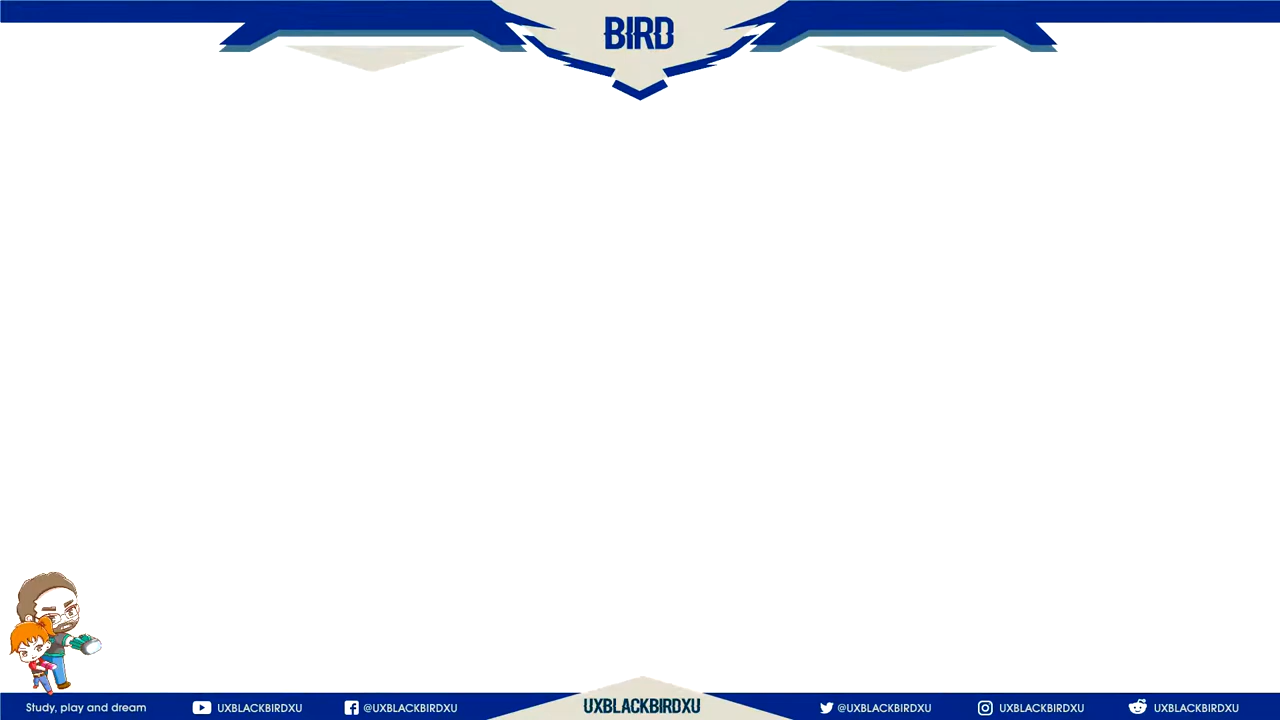 BIRD
Study, play and dream
UXBLACKBIRDXU
@UXBLACKBIRDXU
UXBLACKBIRDXU
@UXBLACKBIRDXU
UXBLACKBIRDXU
UXBLACKBIRDXU